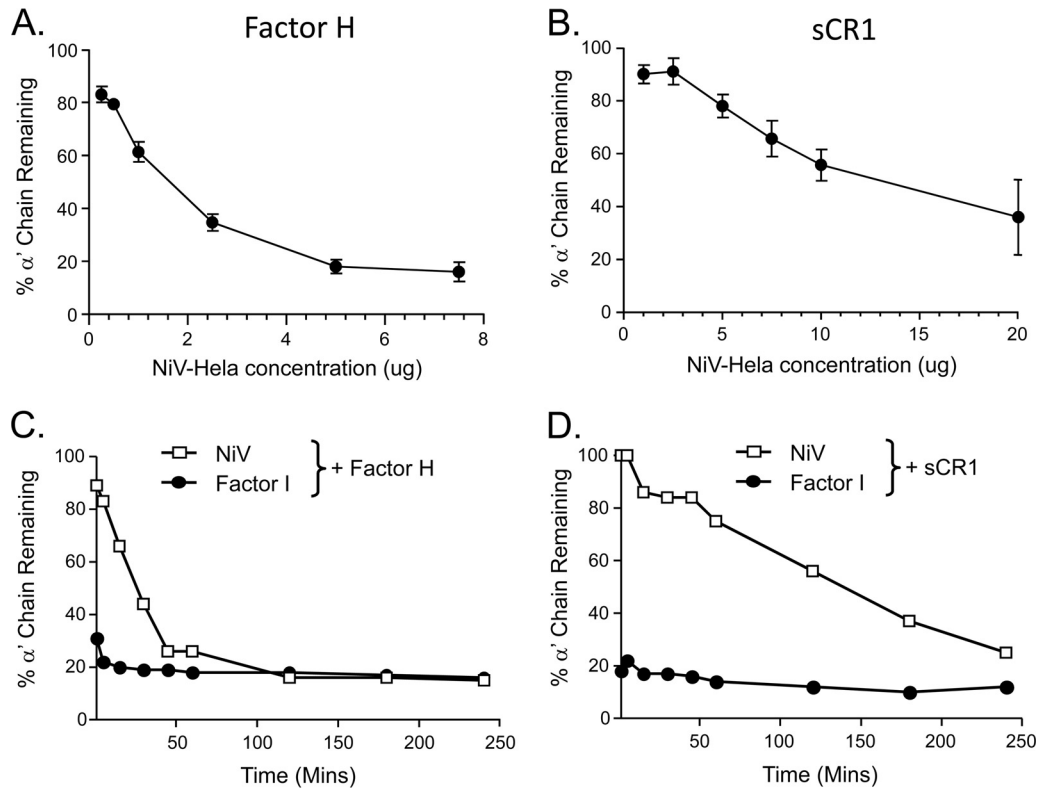 A.
Factor H
% α’ Chain Remaining
100
80
60
40
20
0
0
2
4
6
8
NiV-Hela concentration (ug)
B.
sCR1
% α’ Chain Remaining
100
80
60
40
20
0
0
5
10
15
20
NiV-Hela concentration (ug)
C.
NiV
Factor I
+ Factor H
% α’ Chain Remaining
100
80
60
40
20
0
50
100
150
200
250
Time (Mins)
D.
NiV
Factor I
+ sCR1
% α’ Chain Remaining
100
80
60
40
20
0
50
100
150
200
250
Time (Mins)